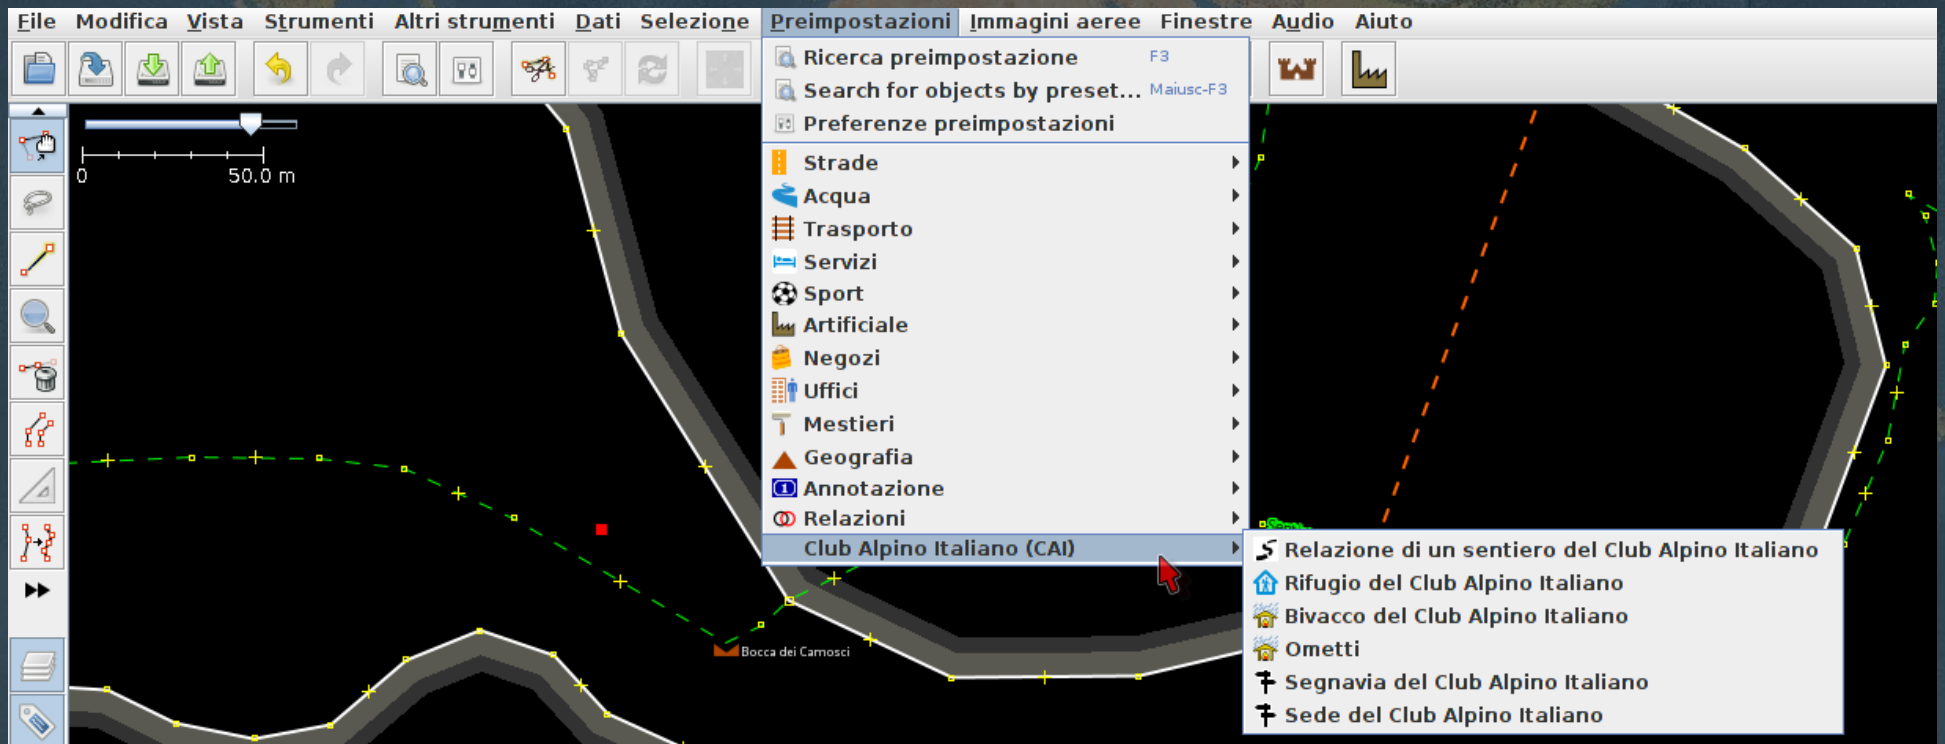 File Modifica Vista Strumenti Altri strumenti Dati Selezione Preimpostazioni Immagini aeree Finestre Audio Aiuto
Ricerca preimpostazione F3
Search for objects by preset... Maiusc-F3
Preferenze preimpostazioni
0 50.0 m
Strade
Acqua
Trasporto
Servizi
Sport
Artificiale
Negozi
Uffici
Mestieri
Geografia
Annotazione
Relazioni
Club Alpino Italiano (CAI)
Relazione di un sentiero del Club Alpino Italiano
Rifugio del Club Alpino Italiano
Bivacco del Club Alpino Italiano
Ometti
Segnavia del Club Alpino Italiano
Sede del Club Alpino Italiano
Bocca dei Camosci